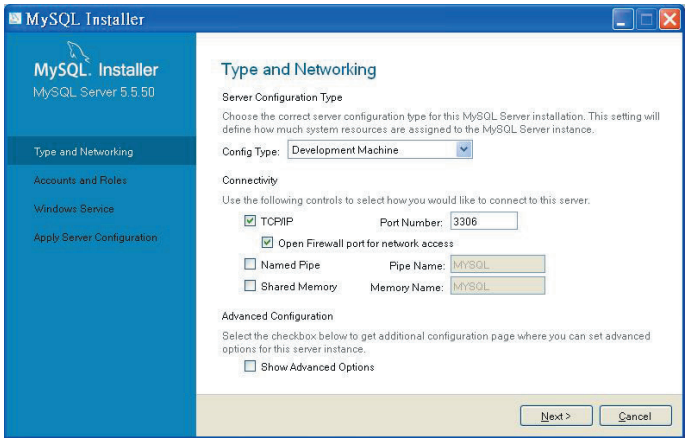 MySQL Installer
MySQL. Installer
MySQL Server 5.5.50
Type and Networking
Accounts and Roles
Windows Service
Apply Server Configuration
Type and Networking
Server Configuration Type
Choose the correct server configuration type for this MySQL Server installation. This setting will
define how much system resources are assigned to the MySQL Server instance.
Config Type: Development Machine
Connectivity
Use the following controls to select how you would like to connect to this server.
TCP/IP Port Number: 3306
Open Firewall port for network access
Named Pipe Pipe Name: MYSQL
Shared Memory Memory Name: MYSQL
Advanced Configuration
Select the checkbox below to get additional configuration page where you can set advanced
options for this server instance.
Show Advanced Options
Next > Cancel